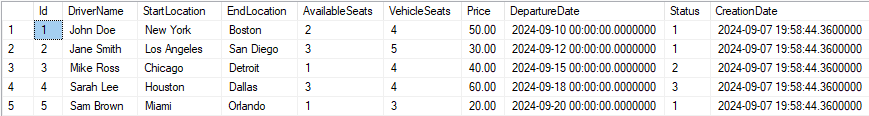 Id DriverName StartLocation EndLocation AvailableSeats VehicleSeats Price DepartureDate Status CreationDate
1 1 John Doe New York Boston 2 4 50.00 2024-09-10 00:00:00.0000000 1 2024-09-07 19:58:44.3600000
2 2 Jane Smith Los Angeles San Diego 3 5 30.00 2024-09-12 00:00:00.0000000 1 2024-09-07 19:58:44.3600000
3 3 Mike Ross Chicago Detroit 1 4 40.00 2024-09-15 00:00:00.0000000 2 2024-09-07 19:58:44.3600000
4 4 Sarah Lee Houston Dallas 3 4 60.00 2024-09-18 00:00:00.0000000 3 2024-09-07 19:58:44.3600000
5 5 Sam Brown Miami Orlando 1 3 20.00 2024-09-20 00:00:00.0000000 1 2024-09-07 19:58:44.3600000